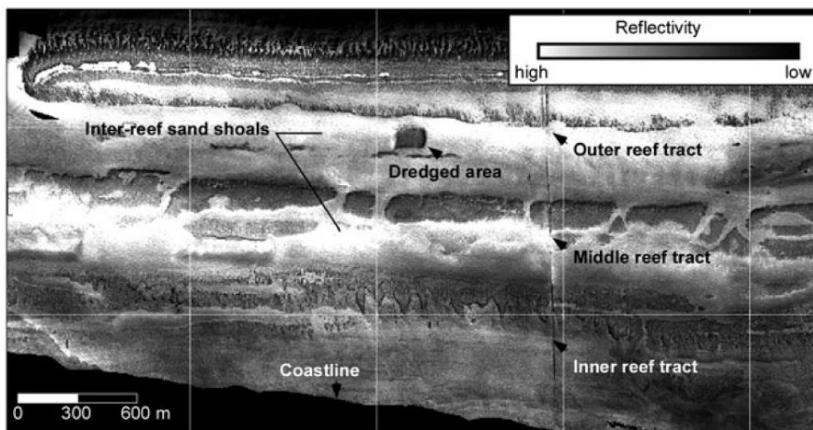 Reflectivity
high low
Inter-reef sand shoals
Outer reef tract
Dredged area
Middle reef tract
Inner reef tract
Coastline
0 300 600 m